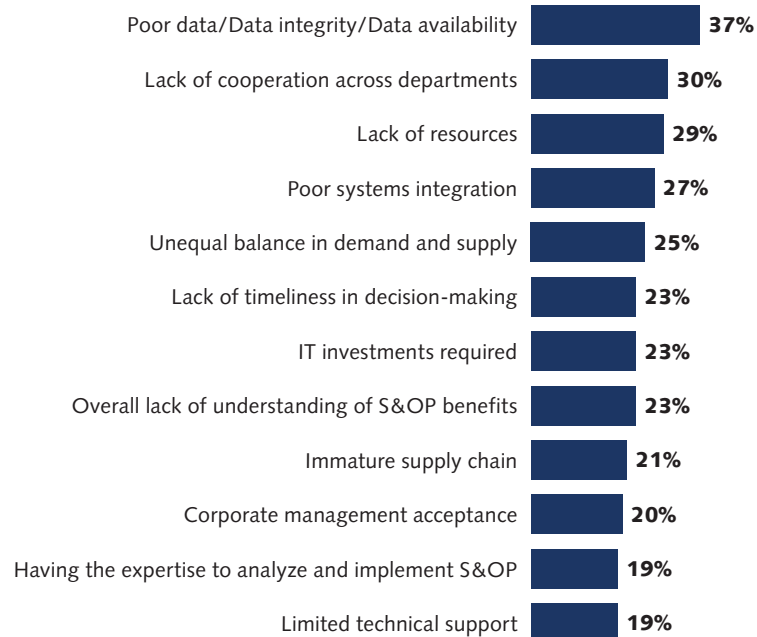 Poor data/Data integrity/Data availability 37%
Lack of cooperation across departments 30%
Lack of resources 29%
Poor systems integration 27%
Unequal balance in demand and supply 25%
Lack of timeliness in decision-making 23%
IT investments required 23%
Overall lack of understanding of S&OP benefits 23%
Immature supply chain 21%
Corporate management acceptance 20%
Having the expertise to analyze and implement S&OP 19%
Limited technical support 19%